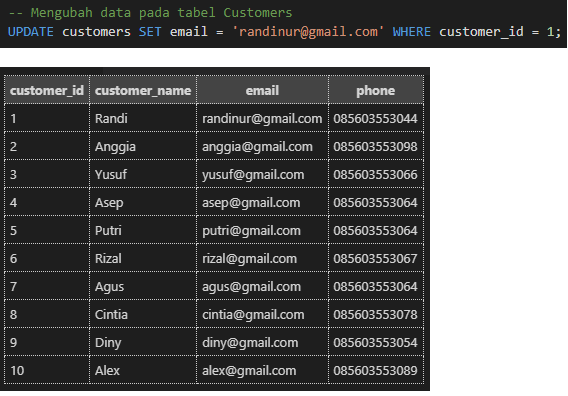 -- Mengubah data pada tabel Customers
UPDATE customers SET email = 'randinur@gmail.com' WHERE customer_id = 1;
customer_id customer_name email phone
1 Randi randinur@gmail.com 085603553044
2 Anggia anggia@gmail.com 085603553098
3 Yusuf yusuf@gmail.com 085603553066
4 Asep asep@gmail.com 085603553064
5 Putri putri@gmail.com 085603553064
6 Rizal rizal@gmail.com 085603553067
7 Agus agus@gmail.com 085603553064
8 Cintia cintia@gmail.com 085603553078
9 Diny diny@gmail.com 085603553054
10 Alex alex@gmail.com 085603553089